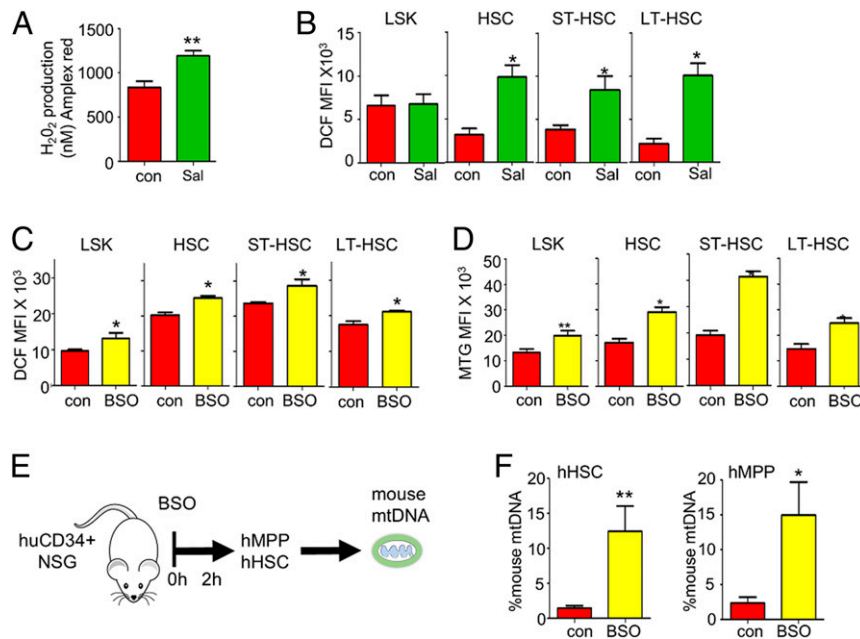 A
H₂O₂ production
(nM) Amplex red
1500
1000
500
0
**
con Sal
B
LSK HSC ST-HSC LT-HSC
DCF MFI X10³
15
10
5
0
* * *
con Sal con Sal con Sal con Sal
C
LSK HSC ST-HSC LT-HSC
DCF MFI X 10³
30
20
10
0
* * * *
con BSO con BSO con BSO con BSO
D
LSK HSC ST-HSC LT-HSC
MTG MFI X 10³
50
40
30
20
10
0
** * * *
con BSO con BSO con BSO con BSO
E
huCD34+
NSG
BSO
0h 2h
hMPP
hHSC
mouse
mtDNA
F
hHSC
%mouse mtDNA
20
15
10
5
0
**
con BSO
hMPP
%mouse mtDNA
20
15
10
5
0
*
con BSO